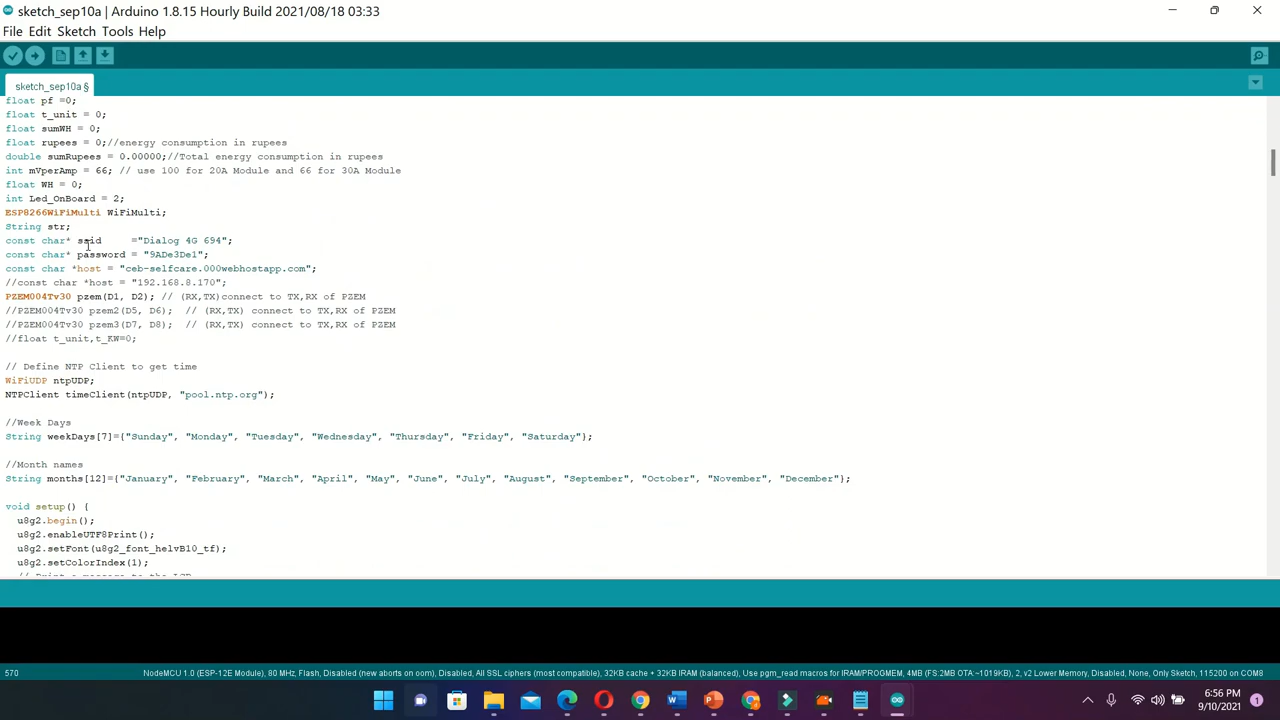 sketch_sep10a | Arduino 1.8.15 Hourly Build 2021/08/18 03:33
File Edit Sketch Tools Help
sketch_sep10a §
float pf =0;
float t_unit = 0;
float sumWH = 0;
float rupees = 0;//energy consumption in rupees
double sumRupees = 0.00000;//Total energy consumption in rupees
int mVperAmp = 66; // use 100 for 20A Module and 66 for 30A Module
float WH = 0;
int Led_OnBoard = 2;
ESP8266WiFiMulti WiFiMulti;
String str;
const char* ssid     ="Dialog 4G 694";
const char* password = "9ADe3De1";
const char *host = "ceb-selfcare.000webhostapp.com";
//const char *host = "192.168.8.170";
PZEM004Tv30 pzem(D1, D2); // (RX,TX)connect to TX,RX of PZEM
//PZEM004Tv30 pzem2(D5, D6);  // (RX,TX) connect to TX,RX of PZEM
//PZEM004Tv30 pzem3(D7, D8);  // (RX,TX) connect to TX,RX of PZEM
//float t_unit,t_KW=0;
// Define NTP Client to get time
WiFiUDP ntpUDP;
NTPClient timeClient(ntpUDP, "pool.ntp.org");
//Week Days
String weekDays[7]={"Sunday", "Monday", "Tuesday", "Wednesday", "Thursday", "Friday", "Saturday"};
//Month names
String months[12]={"January", "February", "March", "April", "May", "June", "July", "August", "September", "October", "November", "December"};
void setup() {
u8g2.begin();
u8g2.enableUTF8Print();
u8g2.setFont(u8g2_font_helvB10_tf);
u8g2.setColorIndex(1);
// Print a message to the LCD
570
NodeMCU 1.0 (ESP-12E Module), 80 MHz, Flash, Disabled (new aborts on oom), Disabled, All SSL ciphers (most compatible), 32KB cache + 32KB IRAM (balanced), Use pgm_read macros for IRAM/PROGMEM, 4MB (FS:2MB OTA:~1019KB), 2, v2 Lower Memory, Disabled, None, Only Sketch, 115200 on COM8
6:56 PM
9/10/2021
1